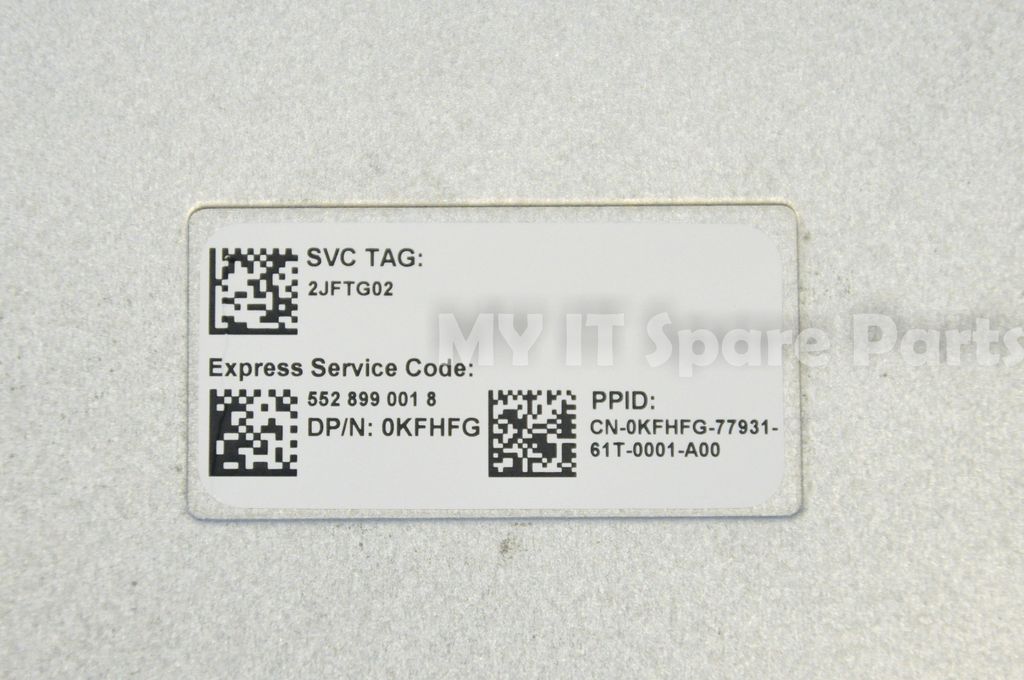 SVC TAG:
2JFTG02
MY IT Spare Parts
Express Service Code:
552 899 001 8
DP/N: 0KFHFG
PPID:
CN-0KFHFG-77931-
61T-0001-A00